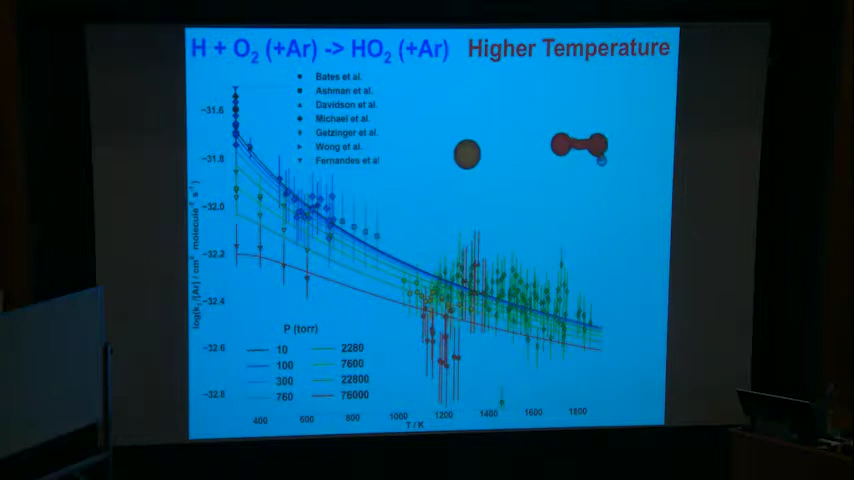 H + O₂ (+Ar) -> HO₂ (+Ar) Higher Temperature
Bates et al.
Ashman et al.
Davidson et al.
Michael et al.
Getzinger et al.
Wong et al.
Fernandes et al
−31.6
−31.8
−32.0
−32.2
−32.4
−32.6
−32.8
P (torr)
10 2280
100 7600
300 22800
760 76000
400 600 800 1000 1200 1400 1600 1800
T / K